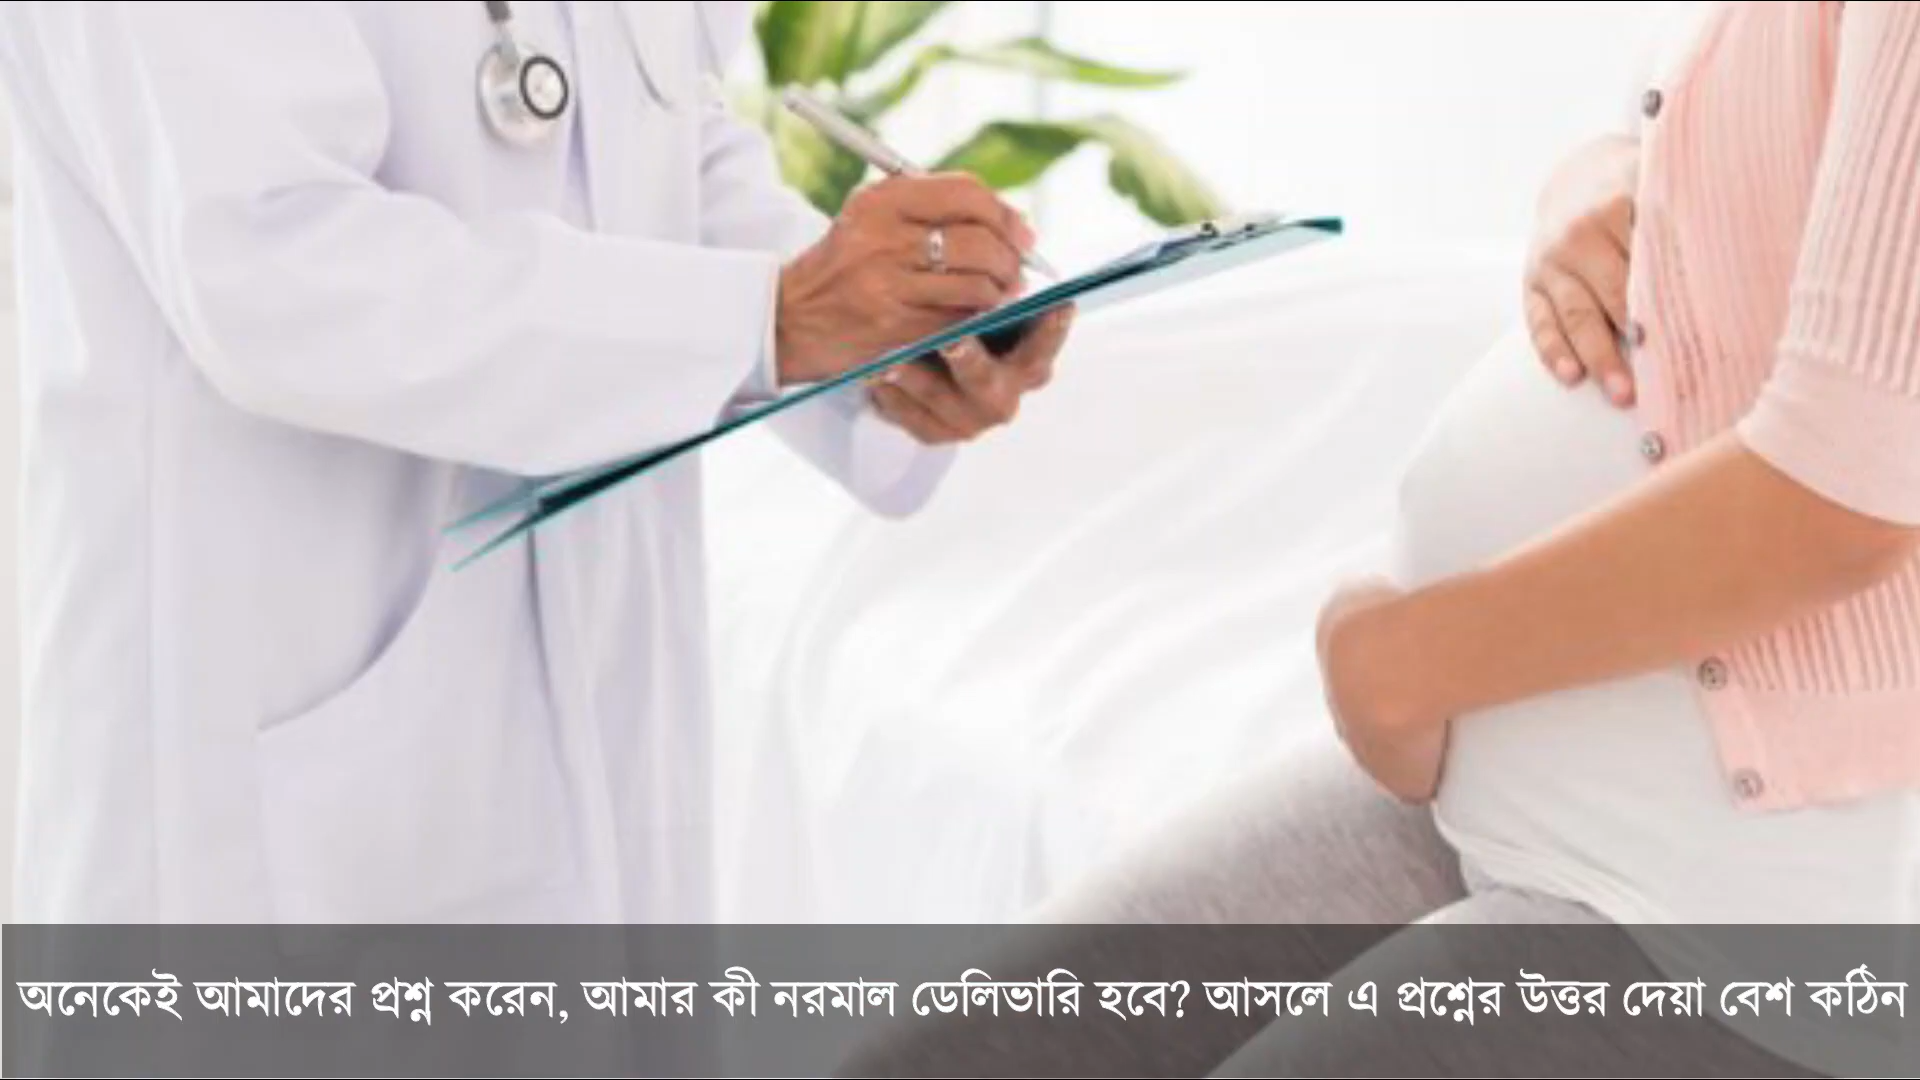 অনেকেই আমাদের প্রশ্ন করেন, আমার কী নরমাল ডেলিভারি হবে? আসলে এ প্রশ্নের উত্তর দেয়া বেশ কঠিন